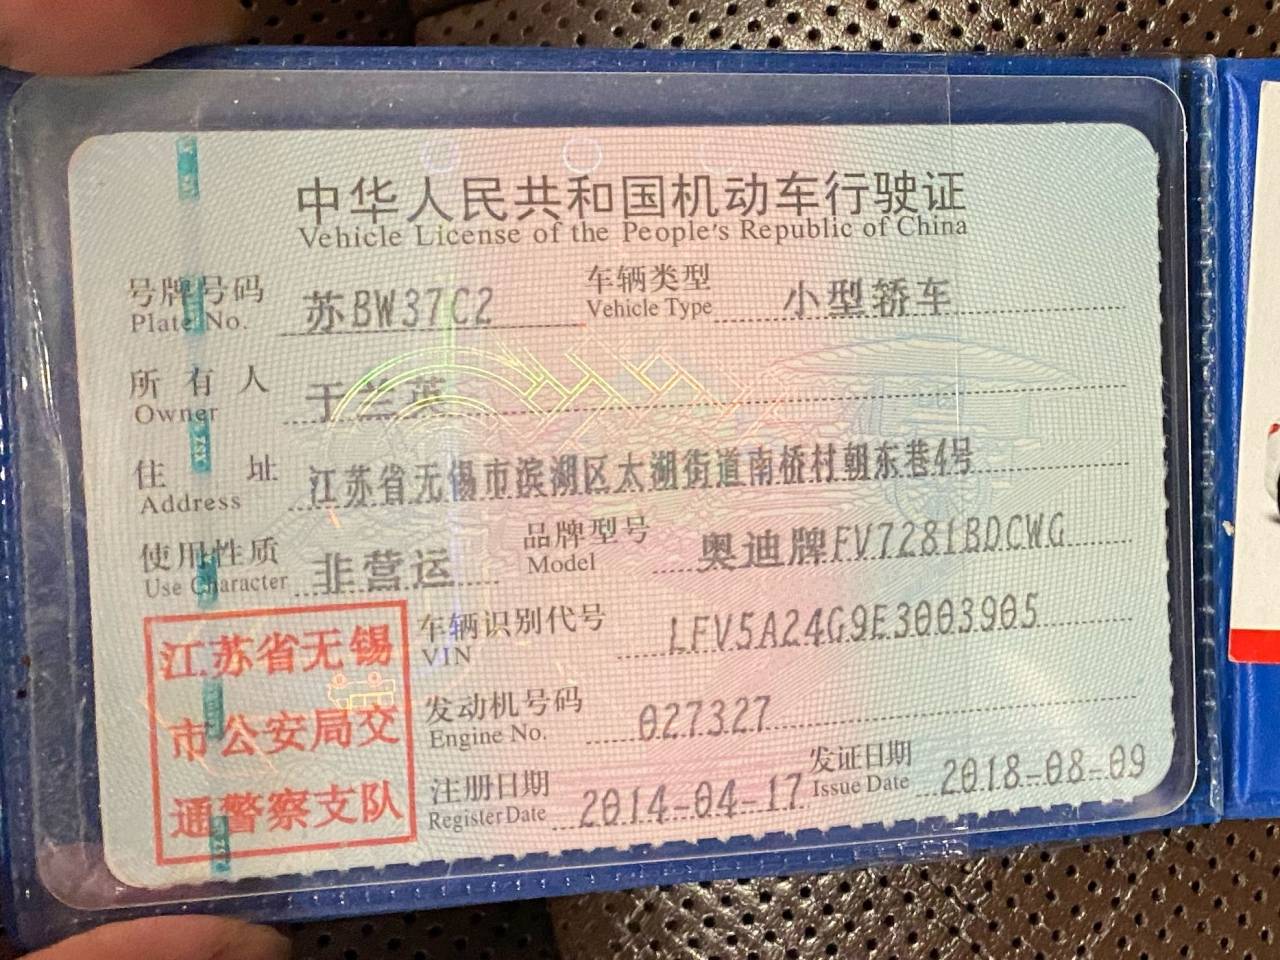 中华人民共和国机动车行驶证
Vehicle License of the People's Republic of China
号牌号码 苏BW37C2 车辆类型 小型轿车
Plate No. Vehicle Type
所有人 于兰英
Owner
住址 江苏省无锡市滨湖区太湖街道南桥村朝东巷4号
Address
使用性质 非营运 品牌型号 奥迪牌FV7281BDCWG
Use Character Model
车辆识别代号 LFV5A24G9E3003905
VIN
发动机号码 027327
Engine No.
注册日期 2014-04-17 发证日期 2018-08-09
Register Date Issue Date
江苏省无锡
市公安局交
通警察支队